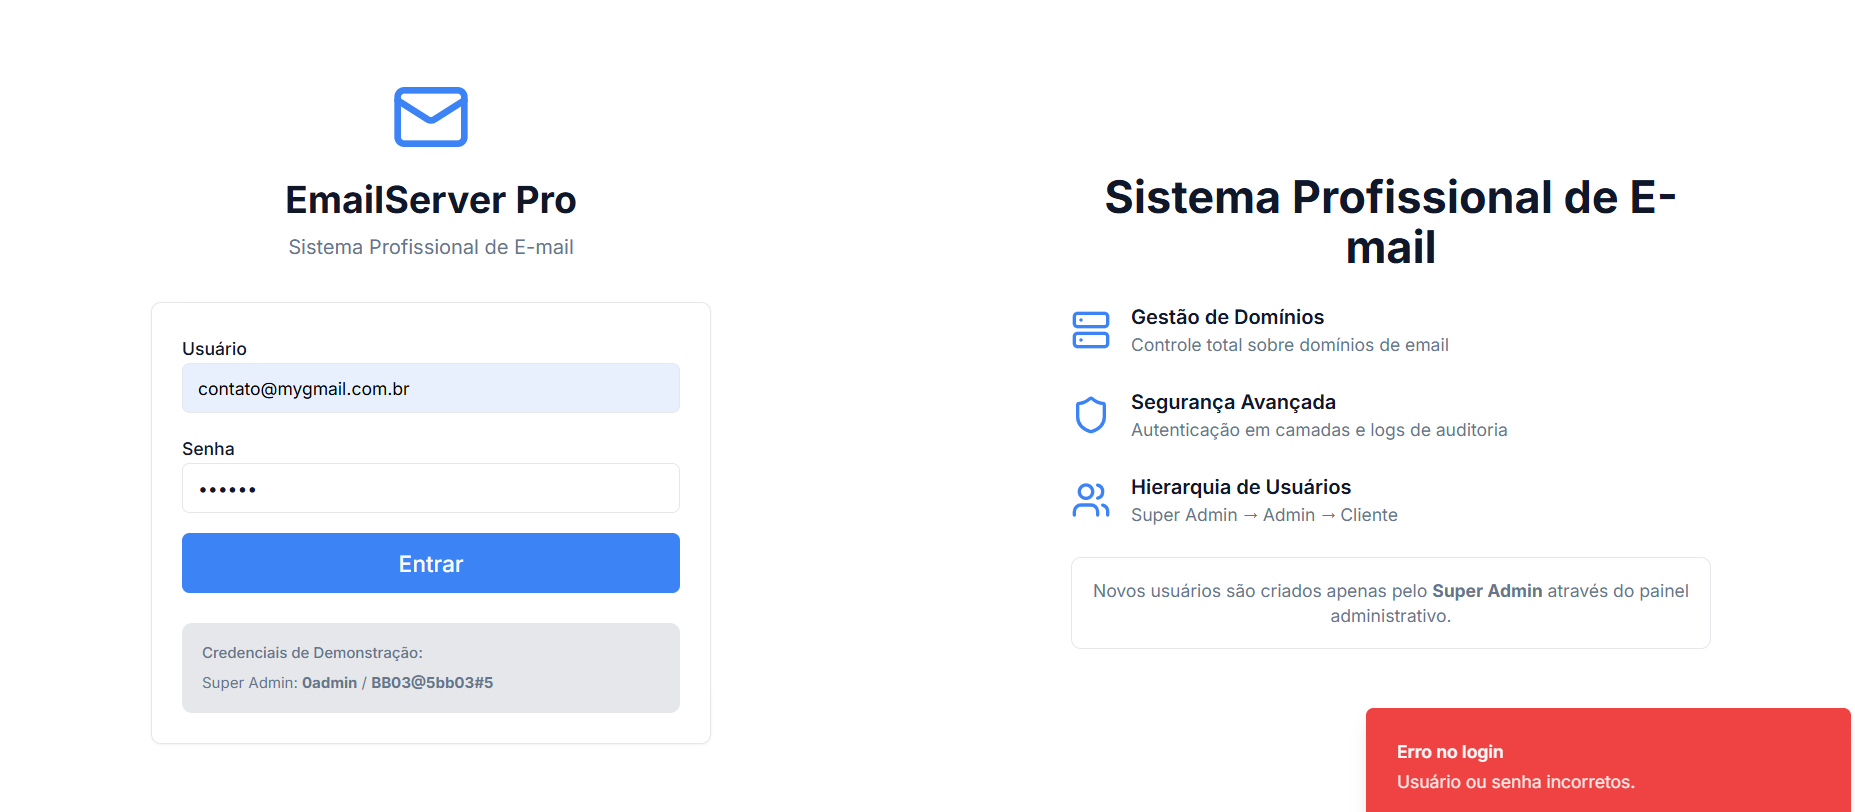 EmailServer Pro
Sistema Profissional de E-mail
Usuário
contato@mygmail.com.br
Senha
••••••
Entrar
Credenciais de Demonstração:
Super Admin: 0admin / BB03@5bb03#5
Sistema Profissional de E-
mail
Gestão de Domínios
Controle total sobre domínios de email
Segurança Avançada
Autenticação em camadas e logs de auditoria
Hierarquia de Usuários
Super Admin → Admin → Cliente
Novos usuários são criados apenas pelo Super Admin através do painel
administrativo.
Erro no login
Usuário ou senha incorretos.